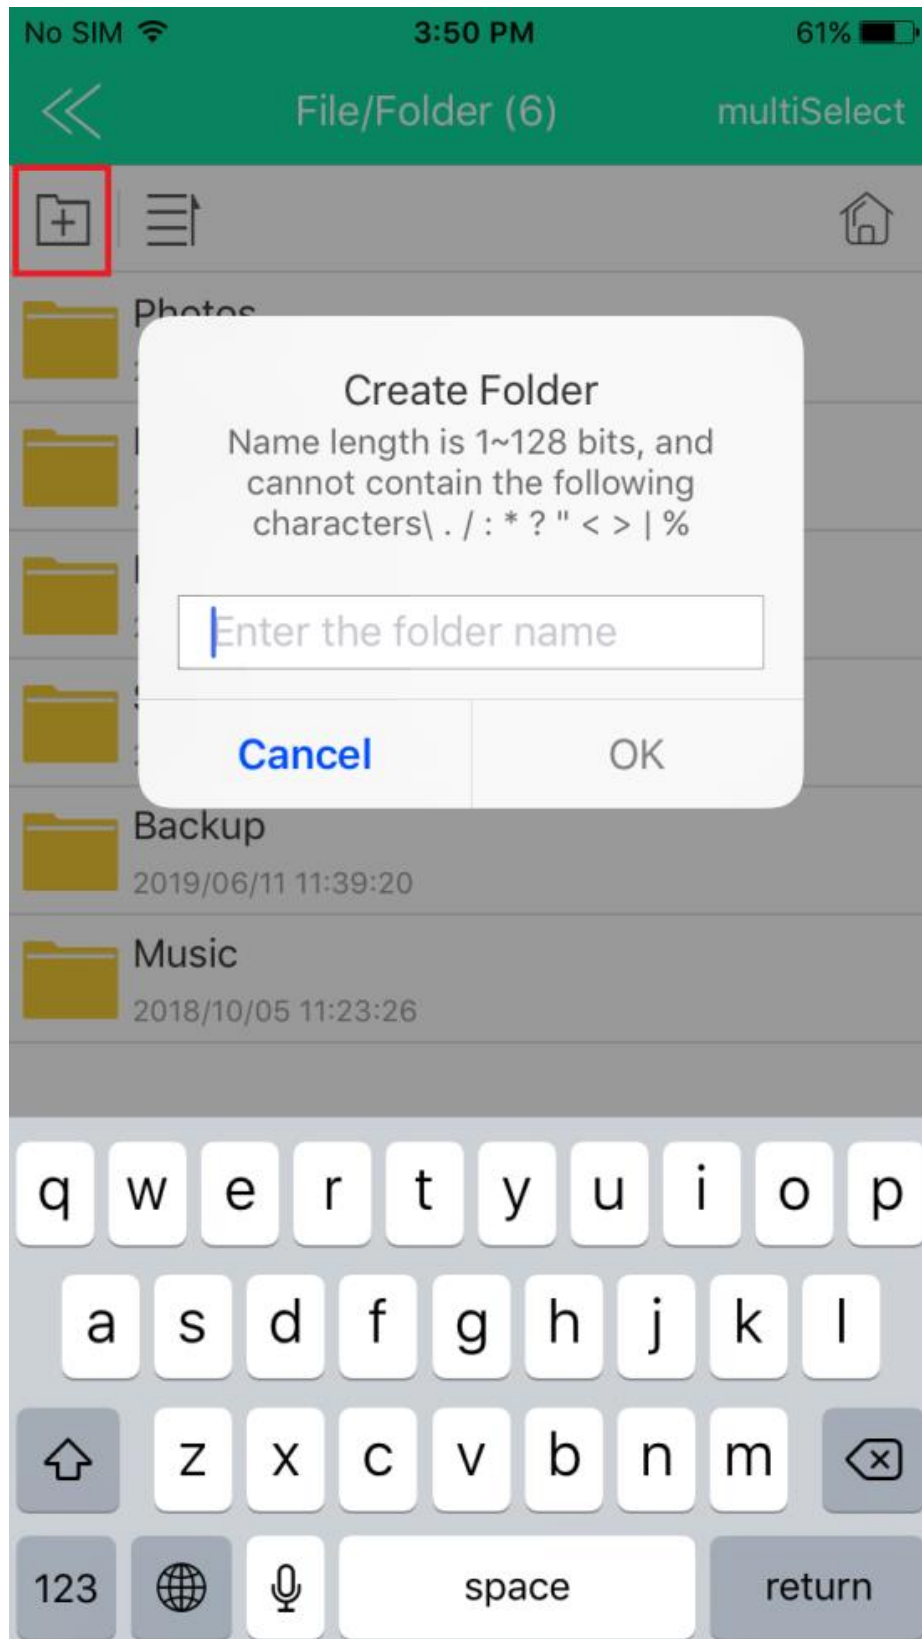 No SIM 3:50 PM 61%
File/Folder (6) multiSelect
Photos
Create Folder
Name length is 1~128 bits, and
cannot contain the following
characters\ . / : * ? " < > | %
Enter the folder name
Cancel OK
Backup
2019/06/11 11:39:20
Music
2018/10/05 11:23:26
q w e r t y u i o p
a s d f g h j k l
z x c v b n m
123 space return